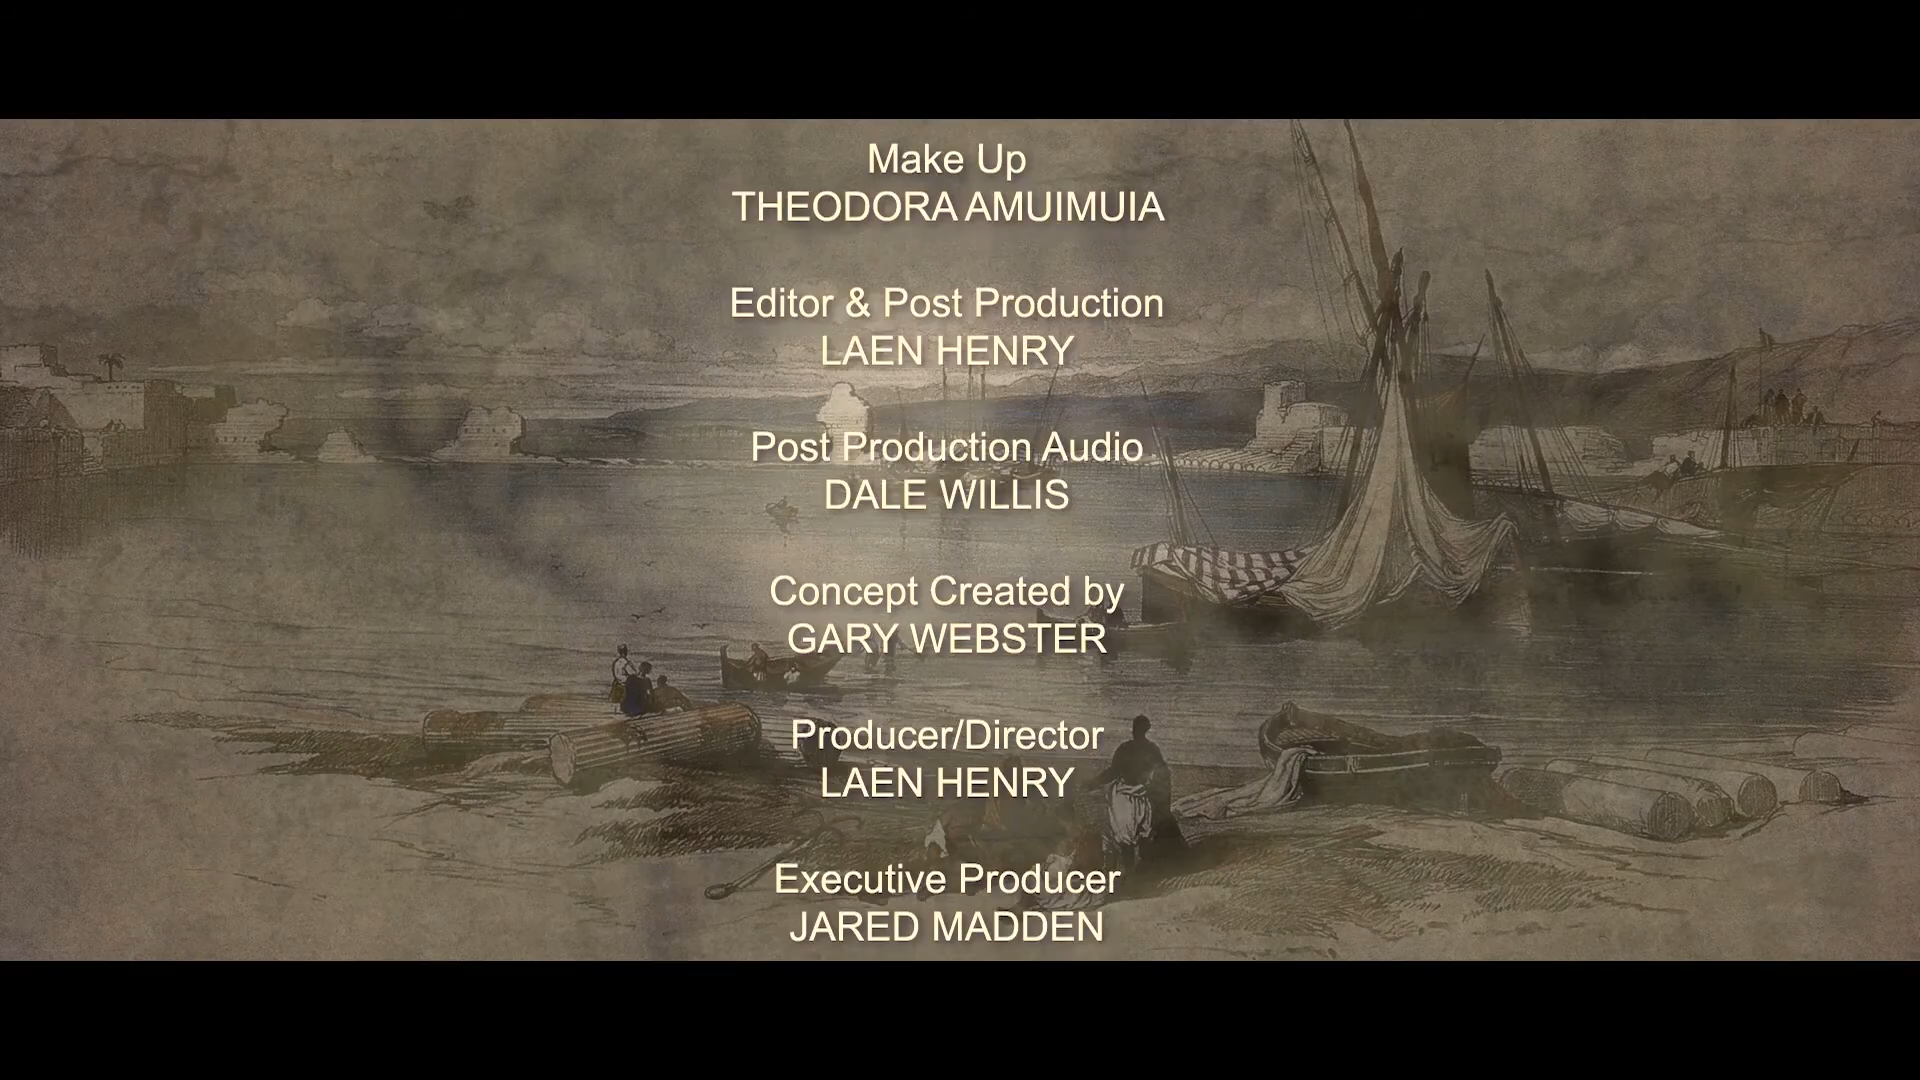 Make Up
THEODORA AMUIMUIA
Editor & Post Production
LAEN HENRY
Post Production Audio
DALE WILLIS
Concept Created by
GARY WEBSTER
Producer/Director
LAEN HENRY
Executive Producer
JARED MADDEN